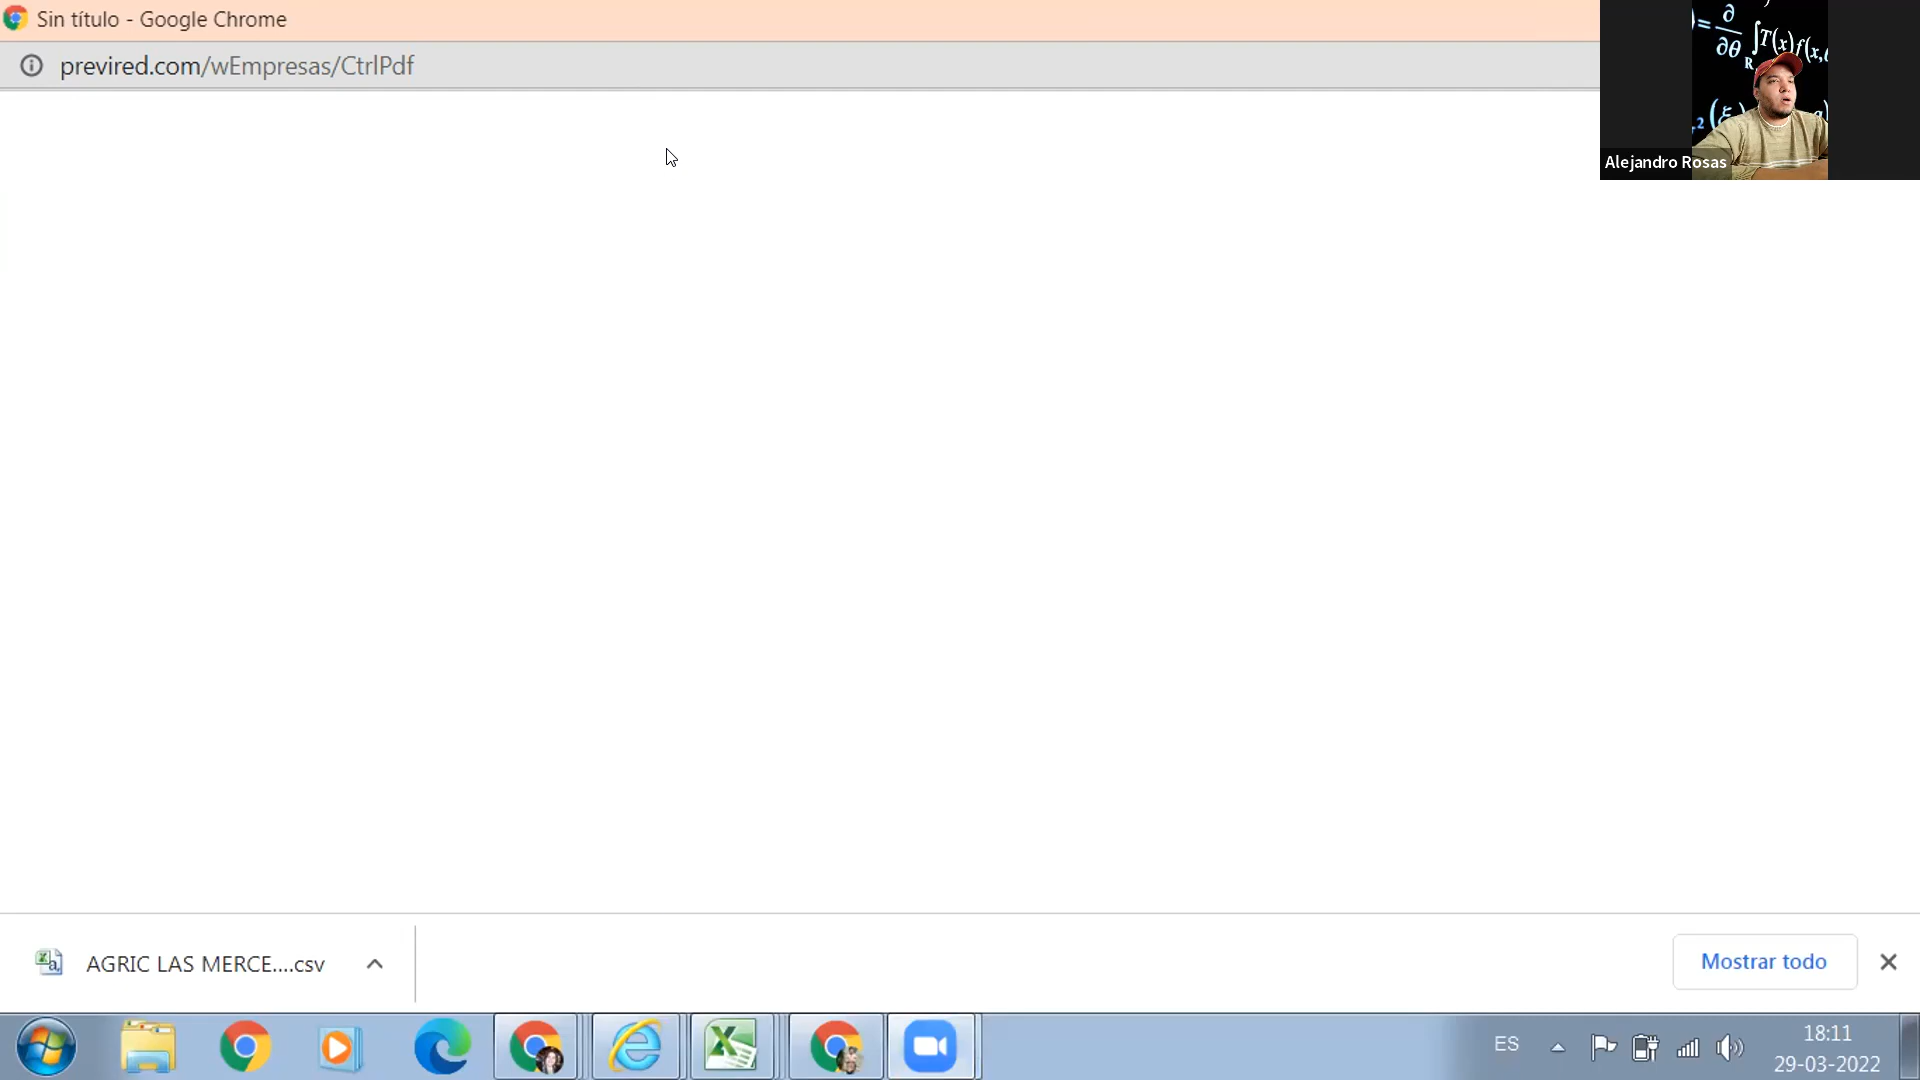 Sin título - Google Chrome
previred.com/wEmpresas/CtrlPdf
Alejandro Rosas
AGRIC LAS MERCE....csv
Mostrar todo
ES
18:11
29-03-2022